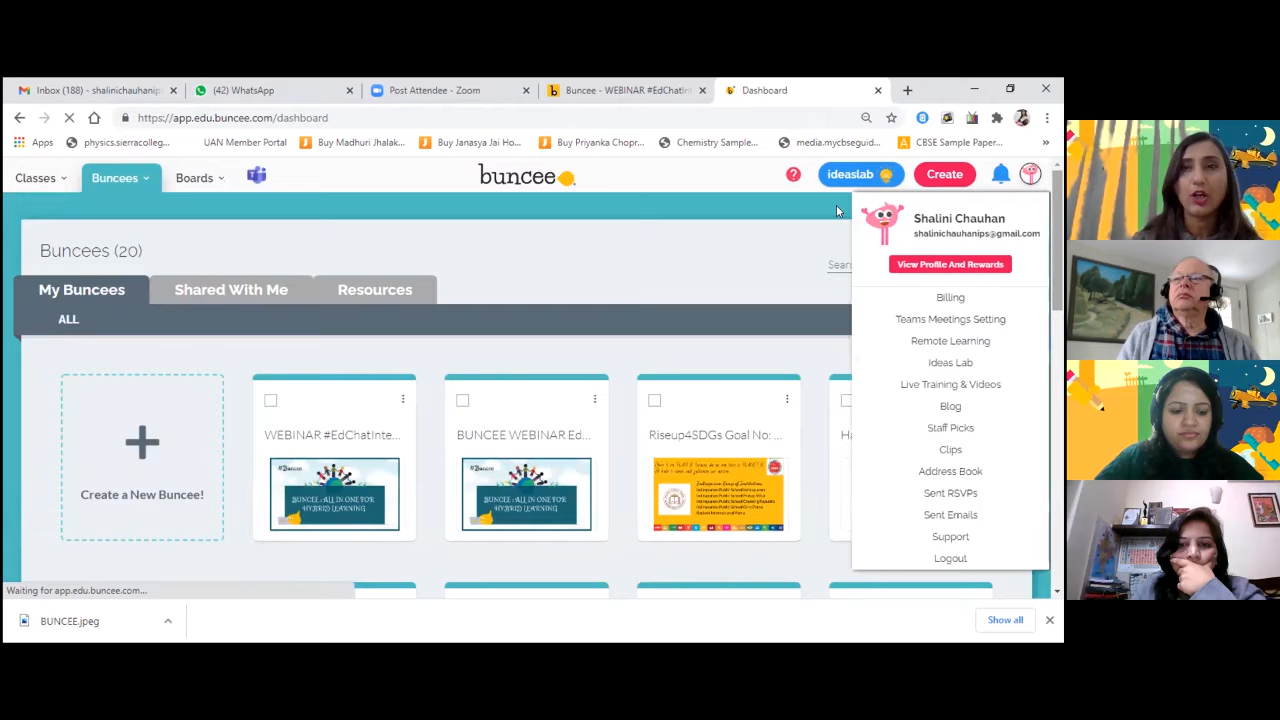 Inbox (188) - shalinichauhanips
(42) WhatsApp
Post Attendee - Zoom
Buncee - WEBINAR #EdChatInt
Dashboard
https://app.edu.buncee.com/dashboard
Apps
physics.sierracolleg...
UAN Member Portal
Buy Madhuri Jhalak...
Buy Janasya Jai Ho...
Buy Priyanka Chopr...
Chemistry Sample...
media.mycbseguid...
CBSE Sample Paper...
Classes
Buncees
Boards
buncee
?
ideaslab
Create
Shalini Chauhan
shalinichauhanips@gmail.com
View Profile And Rewards
Billing
Teams Meetings Setting
Remote Learning
Ideas Lab
Live Training & Videos
Blog
Staff Picks
Clips
Address Book
Sent RSVPs
Sent Emails
Support
Logout
Buncees (20)
Sear
My Buncees
Shared With Me
Resources
ALL
Create a New Buncee!
WEBINAR #EdChatInte...
#Buncee
BUNCEE : ALL IN ONE FOR
HYBRID LEARNING
BUNCEE WEBINAR Ed...
#Buncee
BUNCEE : ALL IN ONE FOR
HYBRID LEARNING
Riseup4SDGs Goal No: ...
Ha
Waiting for app.edu.buncee.com...
BUNCEE.jpeg
Show all